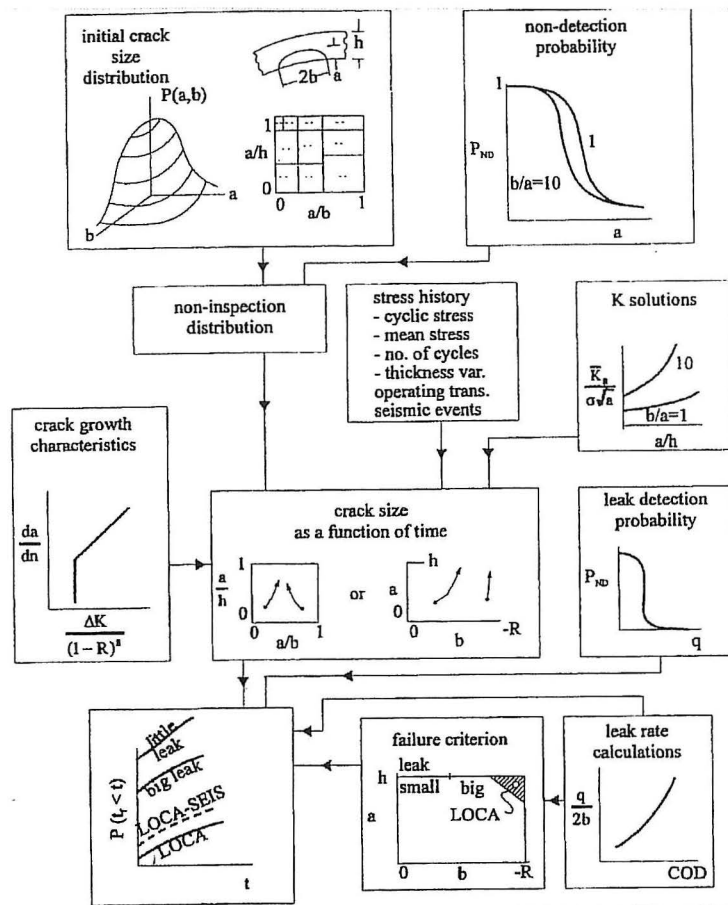 initial crack
size
distribution
P(a,b)
a
b
h
2b
a
1
a/h
0
0
1
a/b
non-detection
probability
1
P_ND
1
b/a=10
a
non-inspection
distribution
stress history
- cyclic stress
- mean stress
- no. of cycles
- thickness var.
operating trans.
seismic events
K solutions
10
K̅a
σ√a
b/a=1
a/h
crack growth
characteristics
da
dn
ΔK
(1-R)ª
crack size
as a function of time
1
a
h
0
0
1
a/b
or
h
a
0
0
b
-R
leak detection
probability
P_ND
q
little
leak
big leak
LOCA-SEIS
LOCA
P(t_f < t)
t
failure criterion
leak
h
small
big
a
LOCA
0
b
-R
leak rate
calculations
q
2b
COD